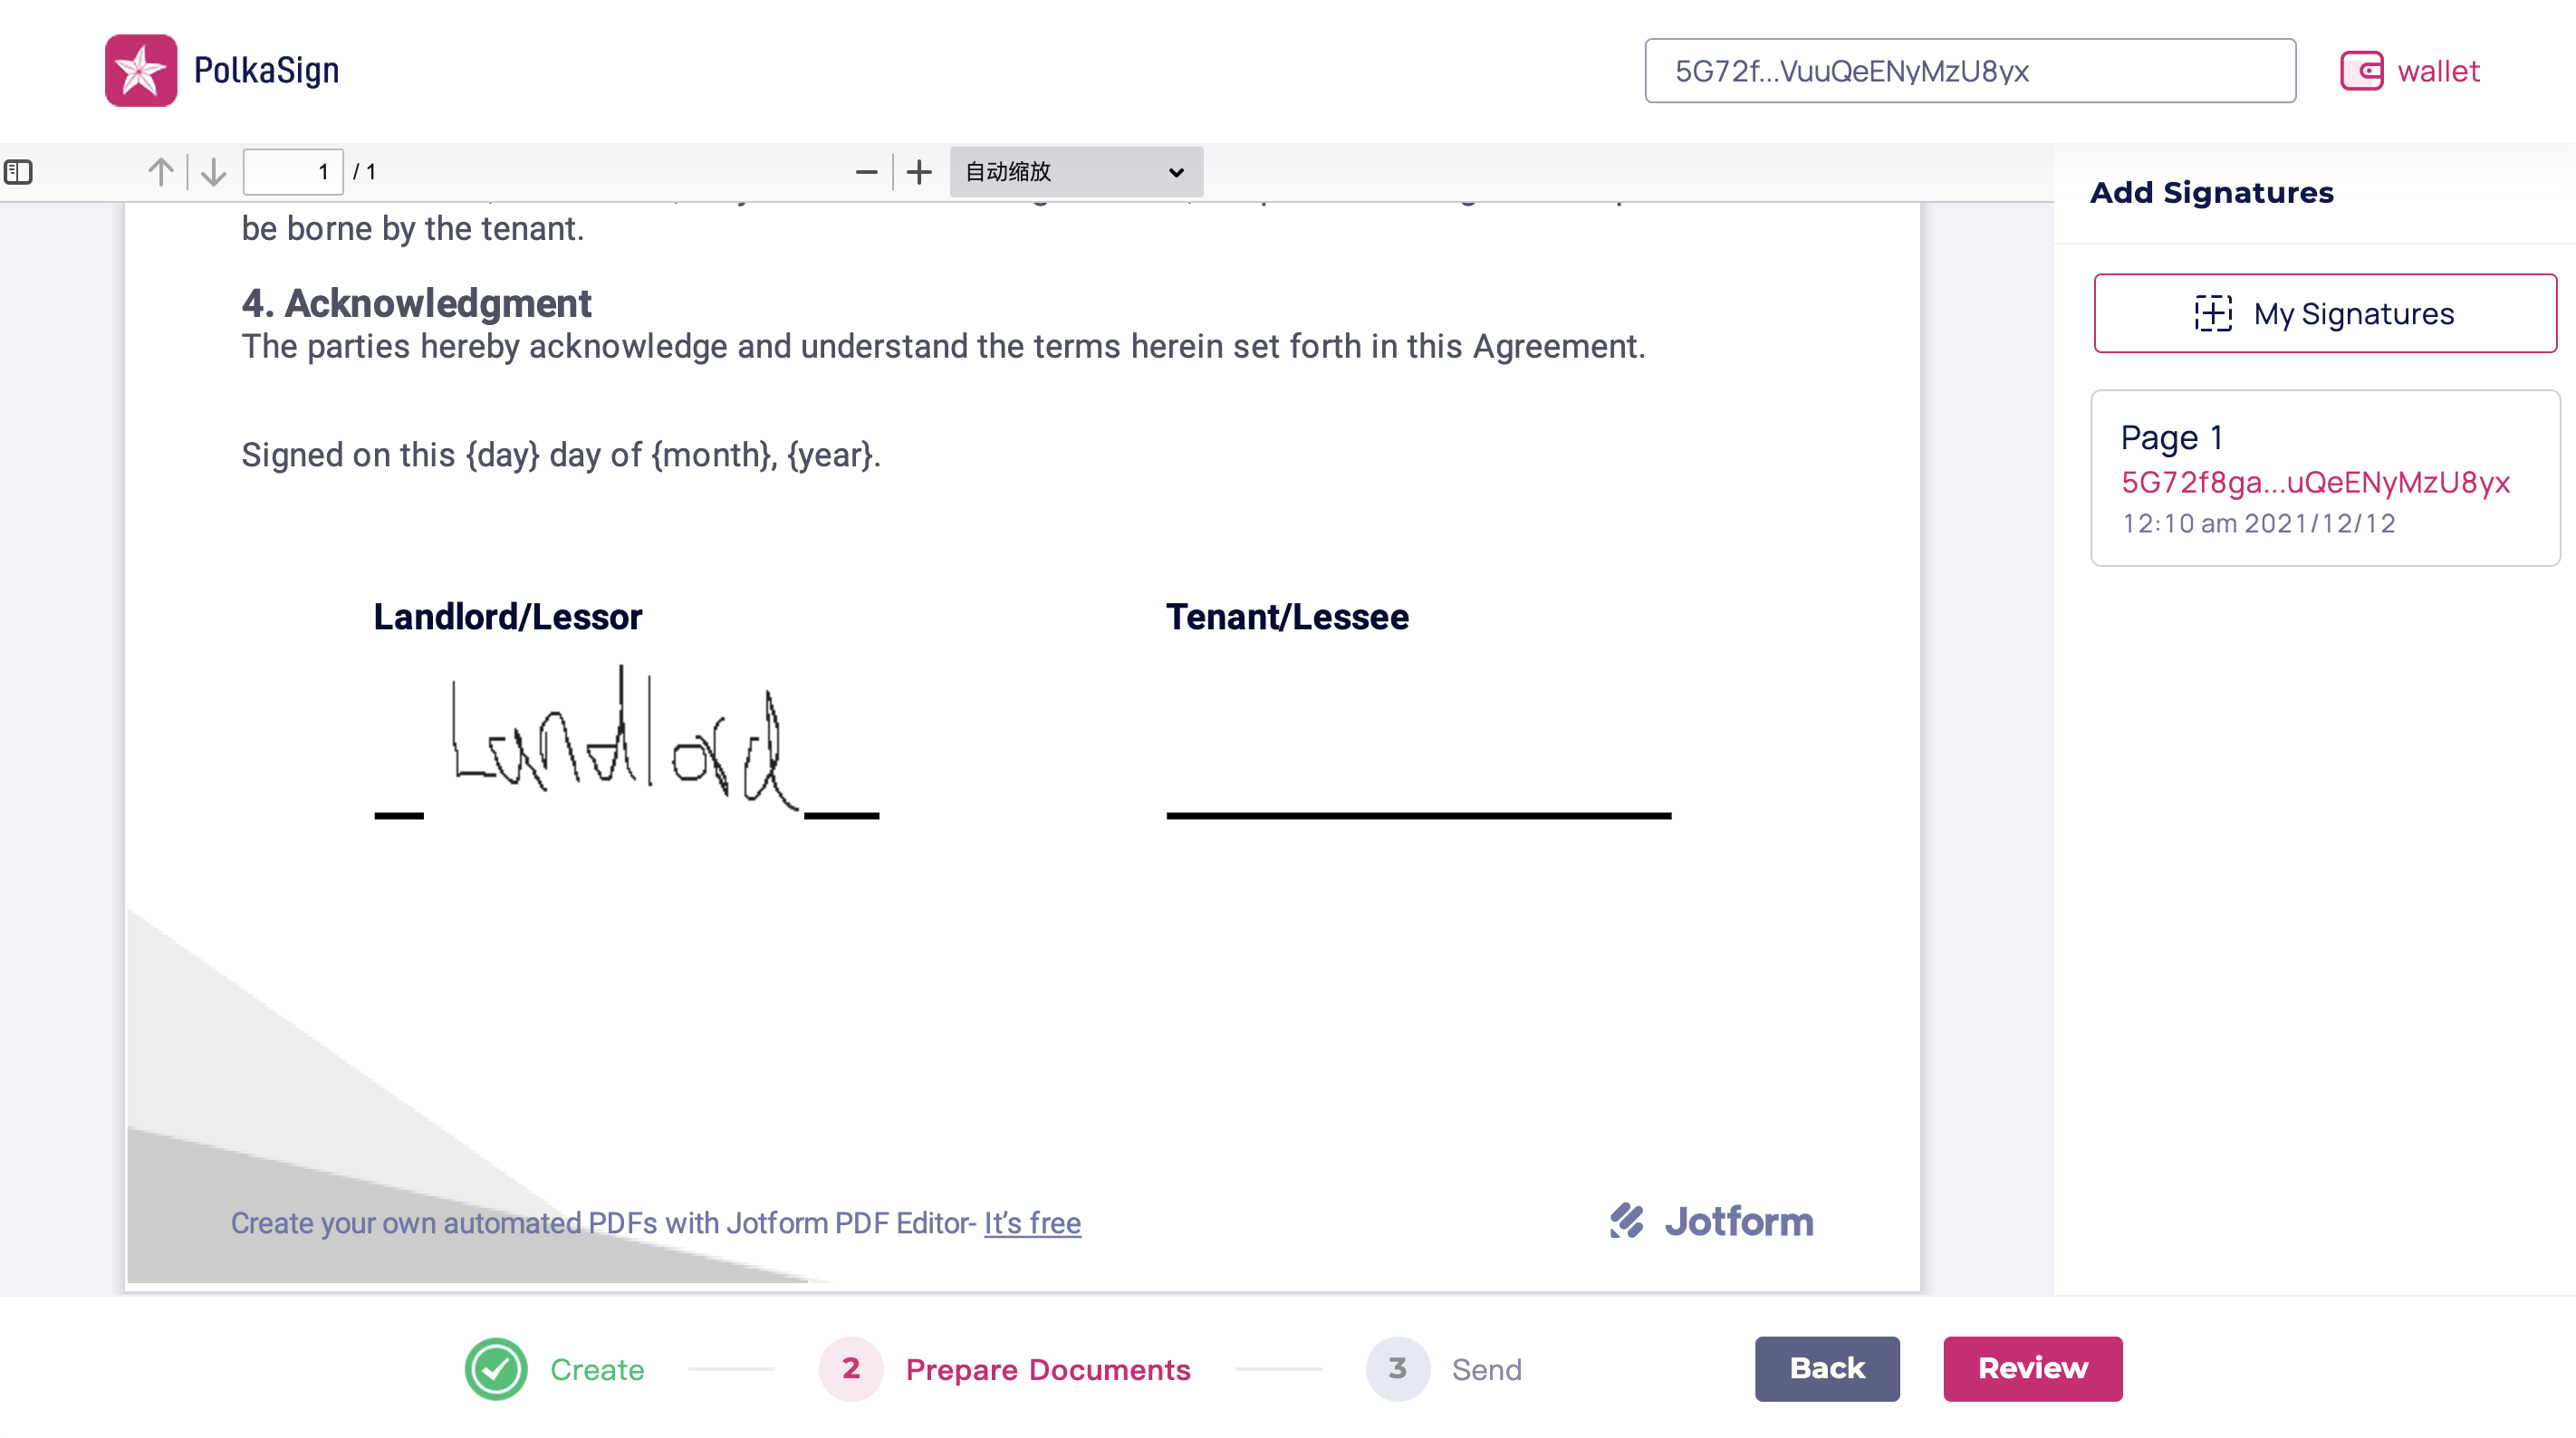 PolkaSign
5G72f...VuuQeENyMzU8yx
wallet
1 / 1
自动缩放
Add Signatures
be borne by the tenant.
My Signatures
4. Acknowledgment
The parties hereby acknowledge and understand the terms herein set forth in this Agreement.
Page 1
5G72f8ga...uQeENyMzU8yx
12:10 am 2021/12/12
Signed on this {day} day of {month}, {year}.
Landlord/Lessor
Tenant/Lessee
Landlord
Create your own automated PDFs with Jotform PDF Editor- It’s free
Jotform
Create
2 Prepare Documents
3 Send
Back
Review